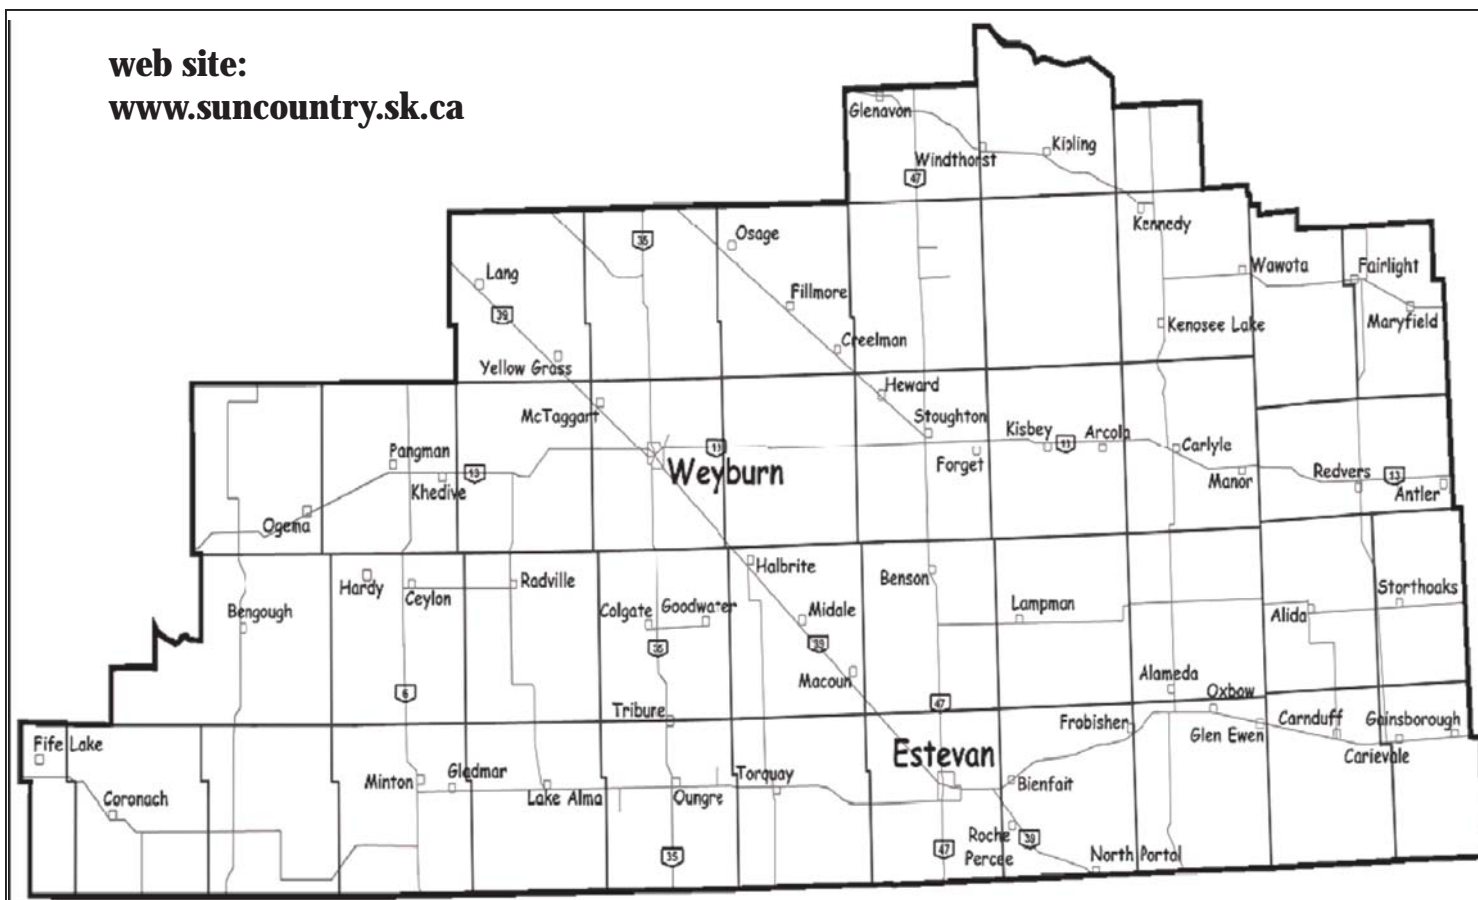 web site:
www.suncountry.sk.ca
Glenavon
Windthorst
Kipling
47
Kennedy
Osage
35
Lang
39
Fillmore
Wawota
Fairlight
Maryfield
Kenosee Lake
Creelman
Yellow Grass
Heward
McTaggart
Stoughton
Kisbey
Arcola
Carlyle
Pangman
Weyburn
Forget
Manor
Redvers
13
Antler
Khedive
13
Ogema
Halbrite
Benson
Hardy
Ceylon
Radville
Bengough
Colgate
Goodwater
Midale
Lampman
Alida
Storthoaks
35
39
Macoun
Alameda
6
47
Oxbow
Tribure
Frobisher
Glen Ewen
Carnduff
Gainsborough
Carievale
Fife Lake
Estevan
Minton
Gladmar
Torquay
Bienfait
Coronach
Lake Alma
Oungre
Roche
Percee
39
35
47
North Portal